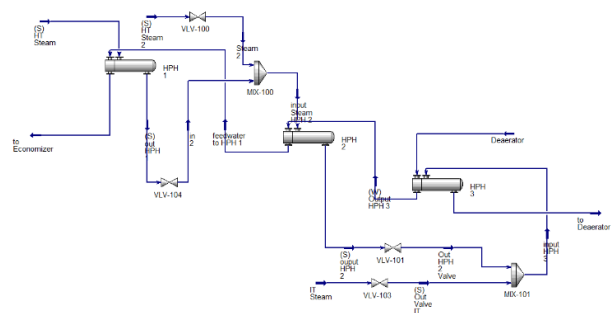 (S)
HT
Steam
(S)
HT
Steam
2
VLV-100
Steam
2
HPH
1
MIX-100
to
Economizer
(S)
out
HPH
VLV-104
in
2
feedwater
to HPH 1
input
Steam
HPH 2
HPH
2
Deaerator
(W)
Output
HPH 3
HPH
3
to
Deaerator
(S)
ouput
HPH
2
VLV-101
Out
HPH
2
Valve
input
HPH
3
MIX-101
IT
Steam
VLV-103
(S)
Out
Valve
IT